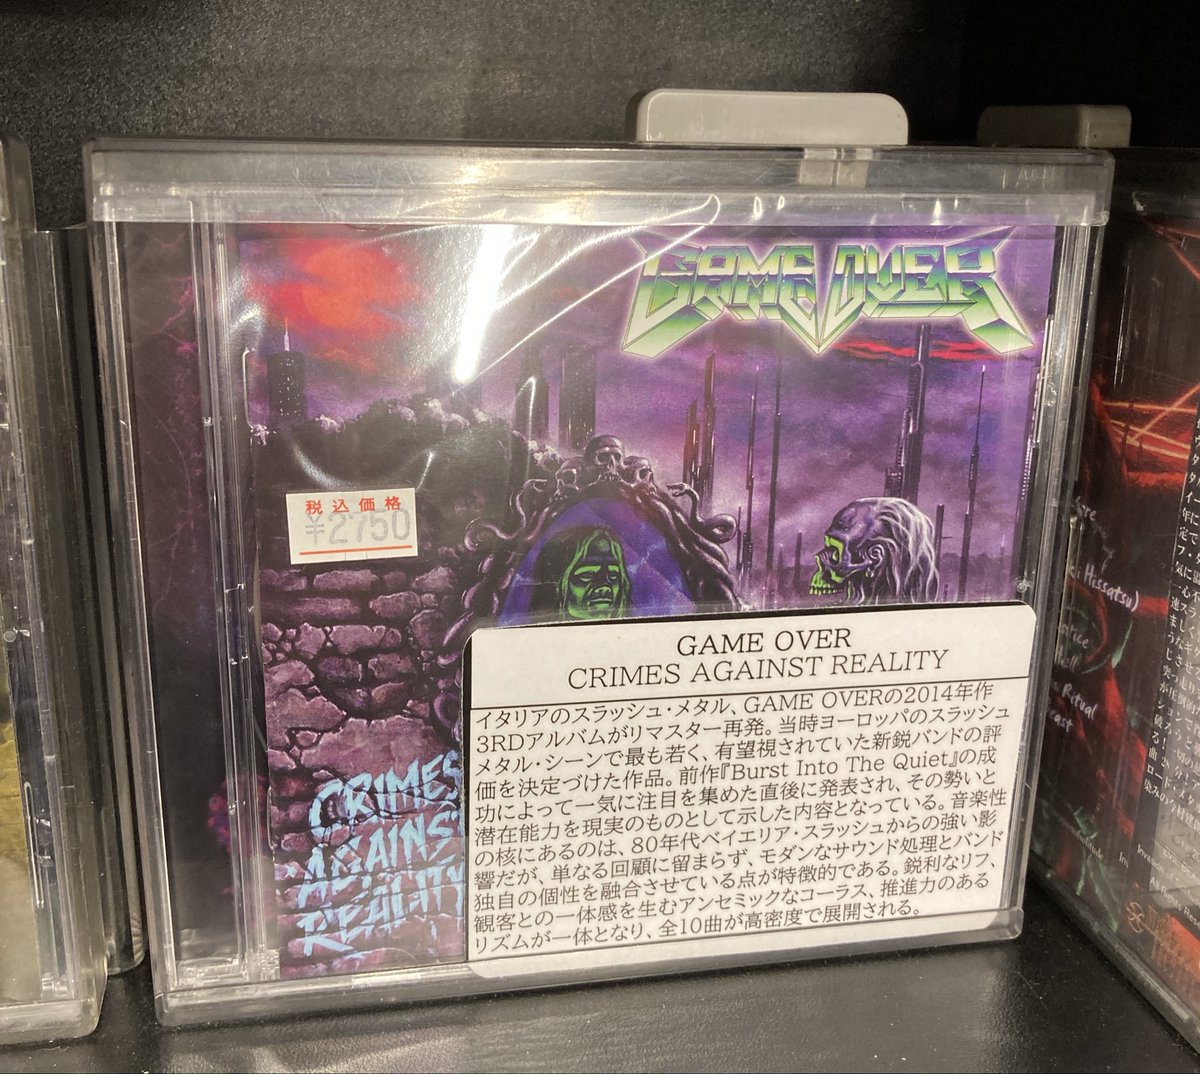 GAME OVER
税込価格
¥2750
GAME OVER
CRIMES AGAINST REALITY
イタリアのスラッシュ・メタル、GAME OVERの2014年作
3RDアルバムがリマスター再発。当時ヨーロッパのスラッシュ
メタル・シーンで最も若く、有望視されていた新鋭バンドの評
価を決定づけた作品。前作『Burst Into The Quiet』の成
功によって一気に注目を集めた直後に発表され、その勢いと
潜在能力を現実のものとして示した内容となっている。音楽性
の核にあるのは、80年代ベイエリア・スラッシュからの強い影
響だが、単なる回顧に留まらず、モダンなサウンド処理とバンド
独自の個性を融合させている点が特徴的である。鋭利なリフ、
観客との一体感を生むアンセミックなコーラス、推進力のある
リズムが一体となり、全10曲が高密度で展開される。
CRIMES
AGAINST
REALITY
Hissatsu)
Ritual